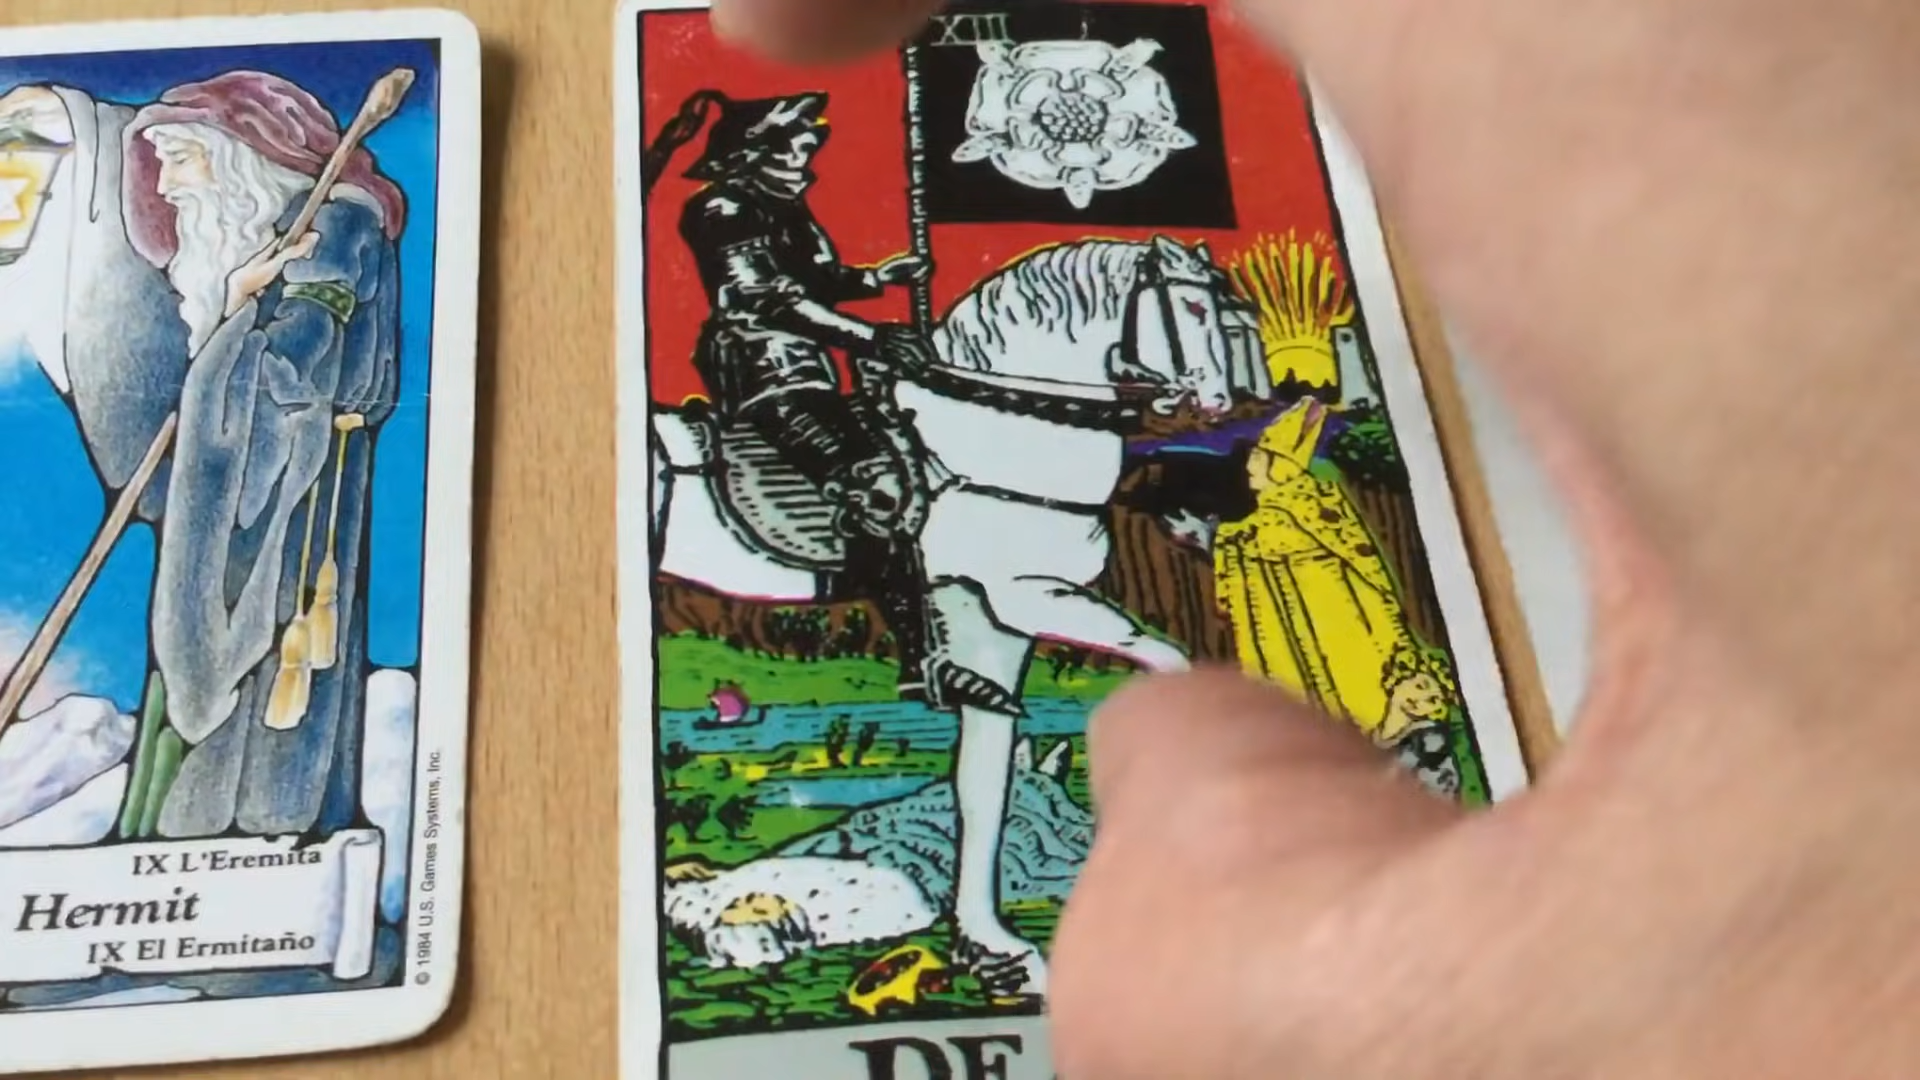 IX L'Eremita
Hermit
IX El Ermitaño
© 1984 U.S. Games Systems, Inc.
XIII
DE